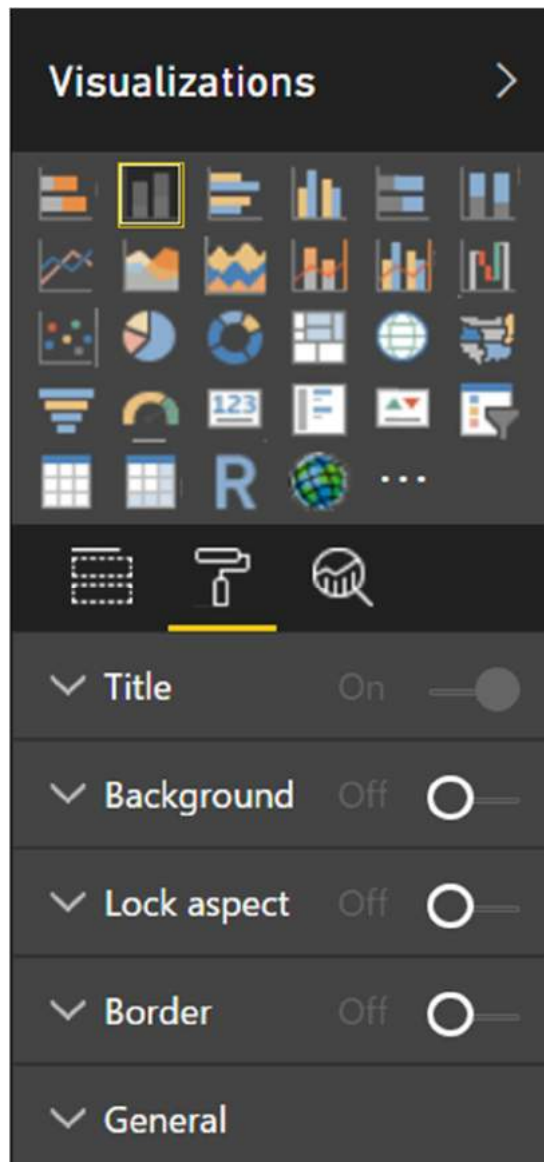 Visualizations
123
R
...
Title On
Background Off
Lock aspect Off
Border Off
General